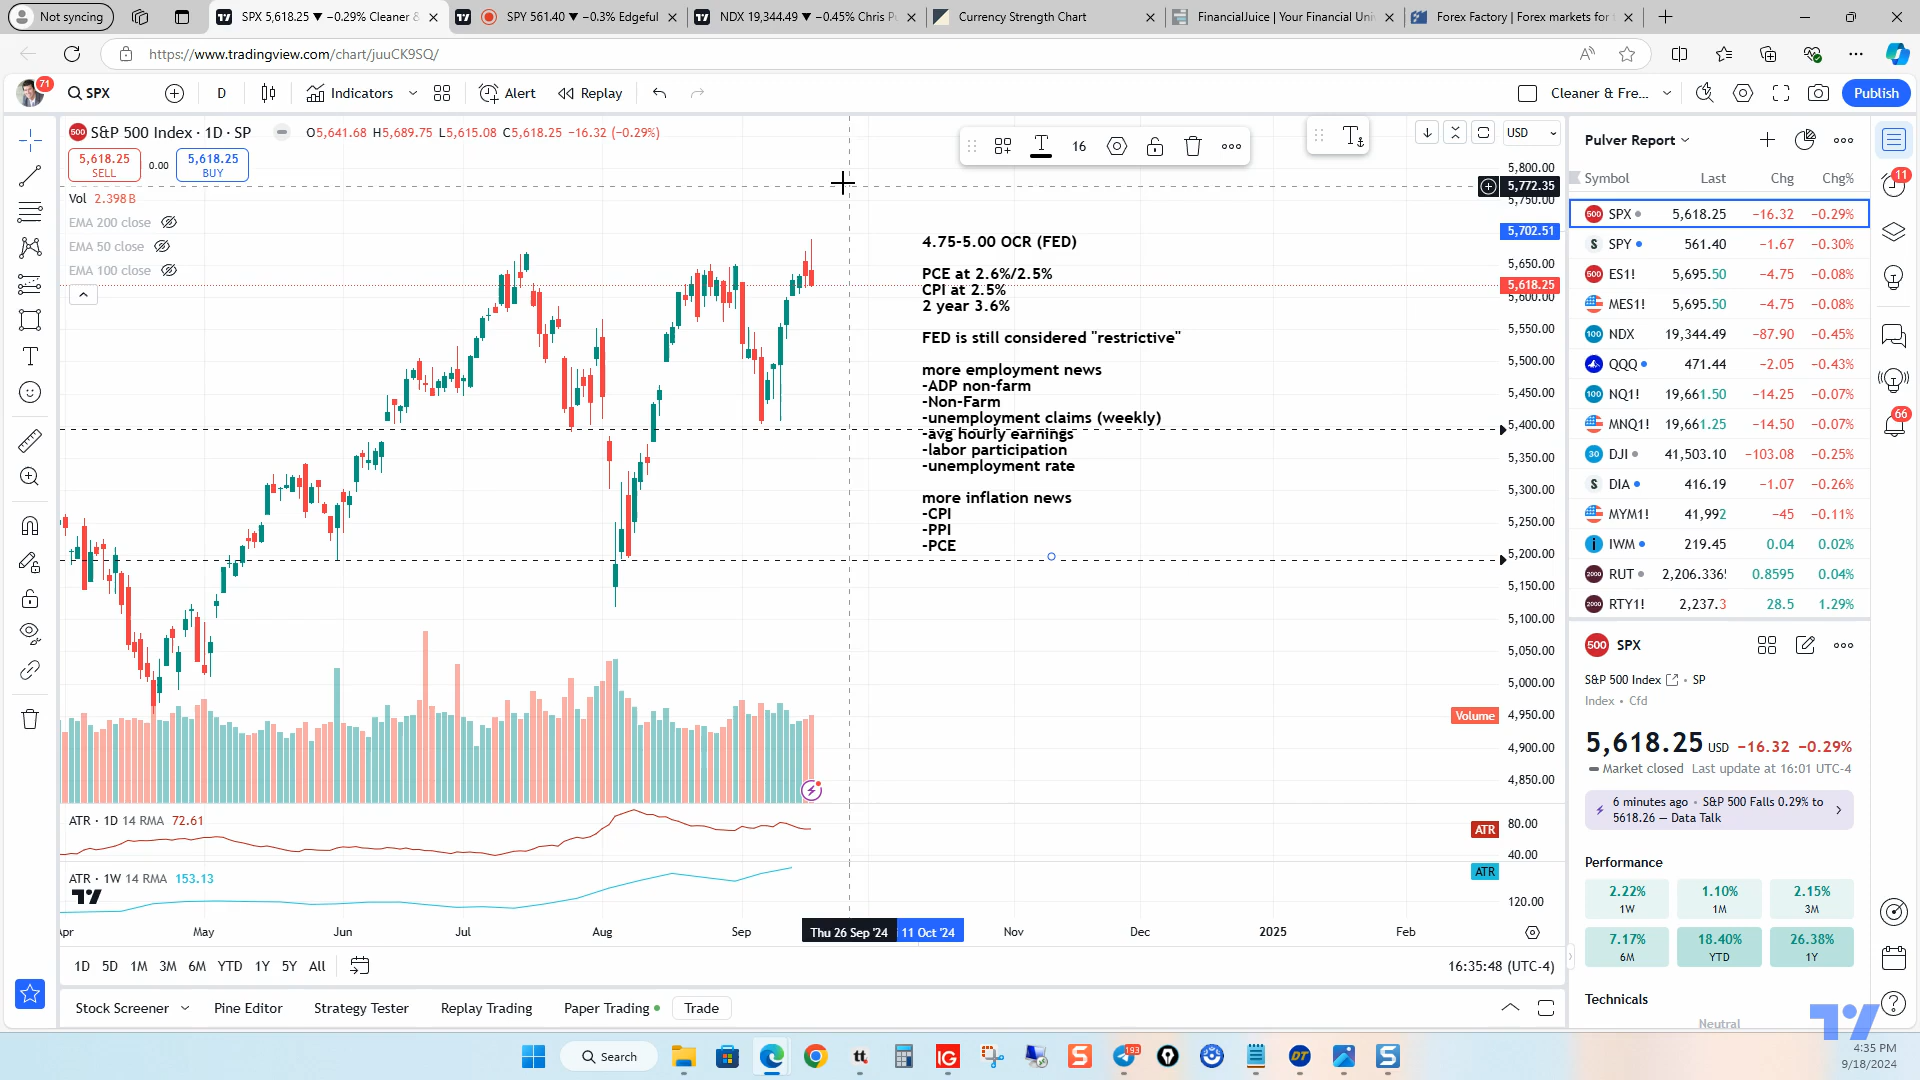 Not syncing
SPX 5,618.25 ▼ −0.29% Cleaner &
SPY 561.40 ▼ −0.3% Edgeful
NDX 19,344.49 ▼ −0.45% Chris P
Currency Strength Chart
FinancialJuice | Your Financial Uni
Forex Factory | Forex markets for
https://www.tradingview.com/chart/juuCK9SQ/
71
SPX
D
Indicators
Alert
Replay
Cleaner & Fre...
Publish
S&P 500 Index · 1D · SP
O5,641.68 H5,689.75 L5,615.08 C5,618.25 −16.32 (−0.29%)
5,618.25
SELL
0.00
5,618.25
BUY
Vol 2.398B
EMA 200 close
EMA 50 close
EMA 100 close
16
USD
4.75-5.00 OCR (FED)
PCE at 2.6%/2.5%
CPI at 2.5%
2 year 3.6%
FED is still considered "restrictive"
more employment news
-ADP non-farm
-Non-Farm
-unemployment claims (weekly)
-avg hourly earnings
-labor participation
-unemployment rate
more inflation news
-CPI
-PPI
-PCE
5,800.00
5,772.35
5,750.00
5,702.51
5,650.00
5,618.25
5,600.00
5,550.00
5,500.00
5,450.00
5,400.00
5,350.00
5,300.00
5,250.00
5,200.00
5,150.00
5,100.00
5,050.00
5,000.00
Volume 4,950.00
4,900.00
4,850.00
ATR · 1D 14 RMA 72.61
ATR 80.00
40.00
ATR · 1W 14 RMA 153.13
ATR
120.00
Apr May Jun Jul Aug Sep Thu 26 Sep '24 11 Oct '24 Nov Dec 2025 Feb
1D 5D 1M 3M 6M YTD 1Y 5Y All
16:35:48 (UTC-4)
Stock Screener Pine Editor Strategy Tester Replay Trading Paper Trading Trade
Pulver Report
Symbol Last Chg Chg%
SPX 5,618.25 −16.32 −0.29%
SPY 561.40 −1.67 −0.30%
ES1! 5,695.50 −4.75 −0.08%
MES1! 5,695.50 −4.75 −0.08%
NDX 19,344.49 −87.90 −0.45%
QQQ 471.44 −2.05 −0.43%
NQ1! 19,661.50 −14.25 −0.07%
MNQ1! 19,661.25 −14.50 −0.07%
DJI 41,503.10 −103.08 −0.25%
DIA 416.19 −1.07 −0.26%
MYM1! 41,992 −45 −0.11%
IWM 219.45 0.04 0.02%
RUT 2,206.336 0.8595 0.04%
RTY1! 2,237.3 28.5 1.29%
500 SPX
S&P 500 Index · SP
Index · Cfd
5,618.25 USD −16.32 −0.29%
Market closed Last update at 16:01 UTC-4
6 minutes ago · S&P 500 Falls 0.29% to
5618.26 — Data Talk
Performance
2.22% 1.10% 2.15%
1W 1M 3M
7.17% 18.40% 26.38%
6M YTD 1Y
Technicals
Neutral
11
66
Search
193
4:35 PM
9/18/2024